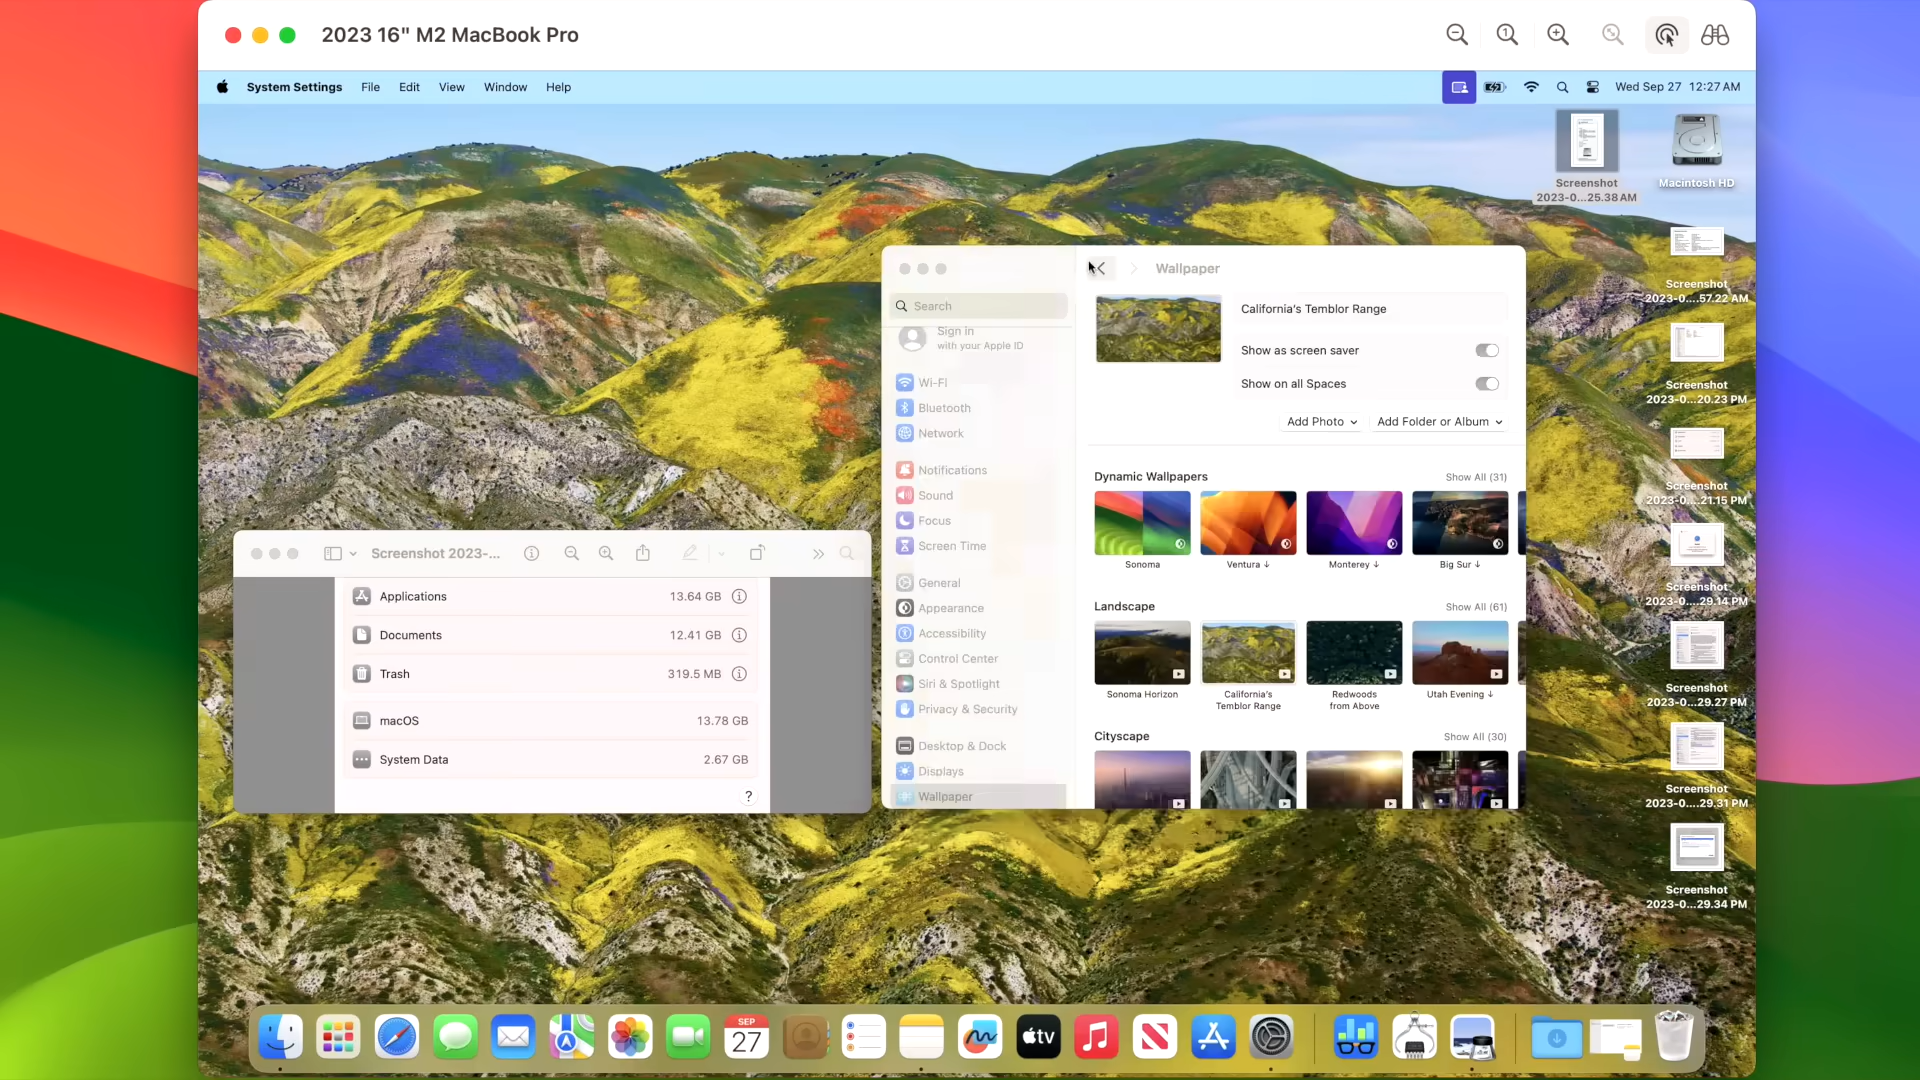 2023 16" M2 MacBook Pro
System Settings File Edit View Window Help
Wed Sep 27 12:27 AM
Screenshot
2023-0...25.38 AM
Macintosh HD
Screenshot
2023-0....57.22 AM
Screenshot
2023-0...20.23 PM
Screenshot
2023-0....21.15 PM
Screenshot
2023-0...29.14 PM
Screenshot
2023-0...29.27 PM
Screenshot
2023-0...29.31 PM
Screenshot
2023-0...29.34 PM
Search
Sign in
with your Apple ID
Wi-Fi
Bluetooth
Network
Notifications
Sound
Focus
Screen Time
General
Appearance
Accessibility
Control Center
Siri & Spotlight
Privacy & Security
Desktop & Dock
Displays
Wallpaper
Wallpaper
California's Temblor Range
Show as screen saver
Show on all Spaces
Add Photo
Add Folder or Album
Dynamic Wallpapers
Show All (31)
Sonoma
Ventura ↓
Monterey ↓
Big Sur ↓
Landscape
Show All (61)
Sonoma Horizon
California's
Temblor Range
Redwoods
from Above
Utah Evening ↓
Cityscape
Show All (30)
Screenshot 2023-...
Applications 13.64 GB
Documents 12.41 GB
Trash 319.5 MB
macOS 13.78 GB
System Data 2.67 GB
?
SEP
27
tv